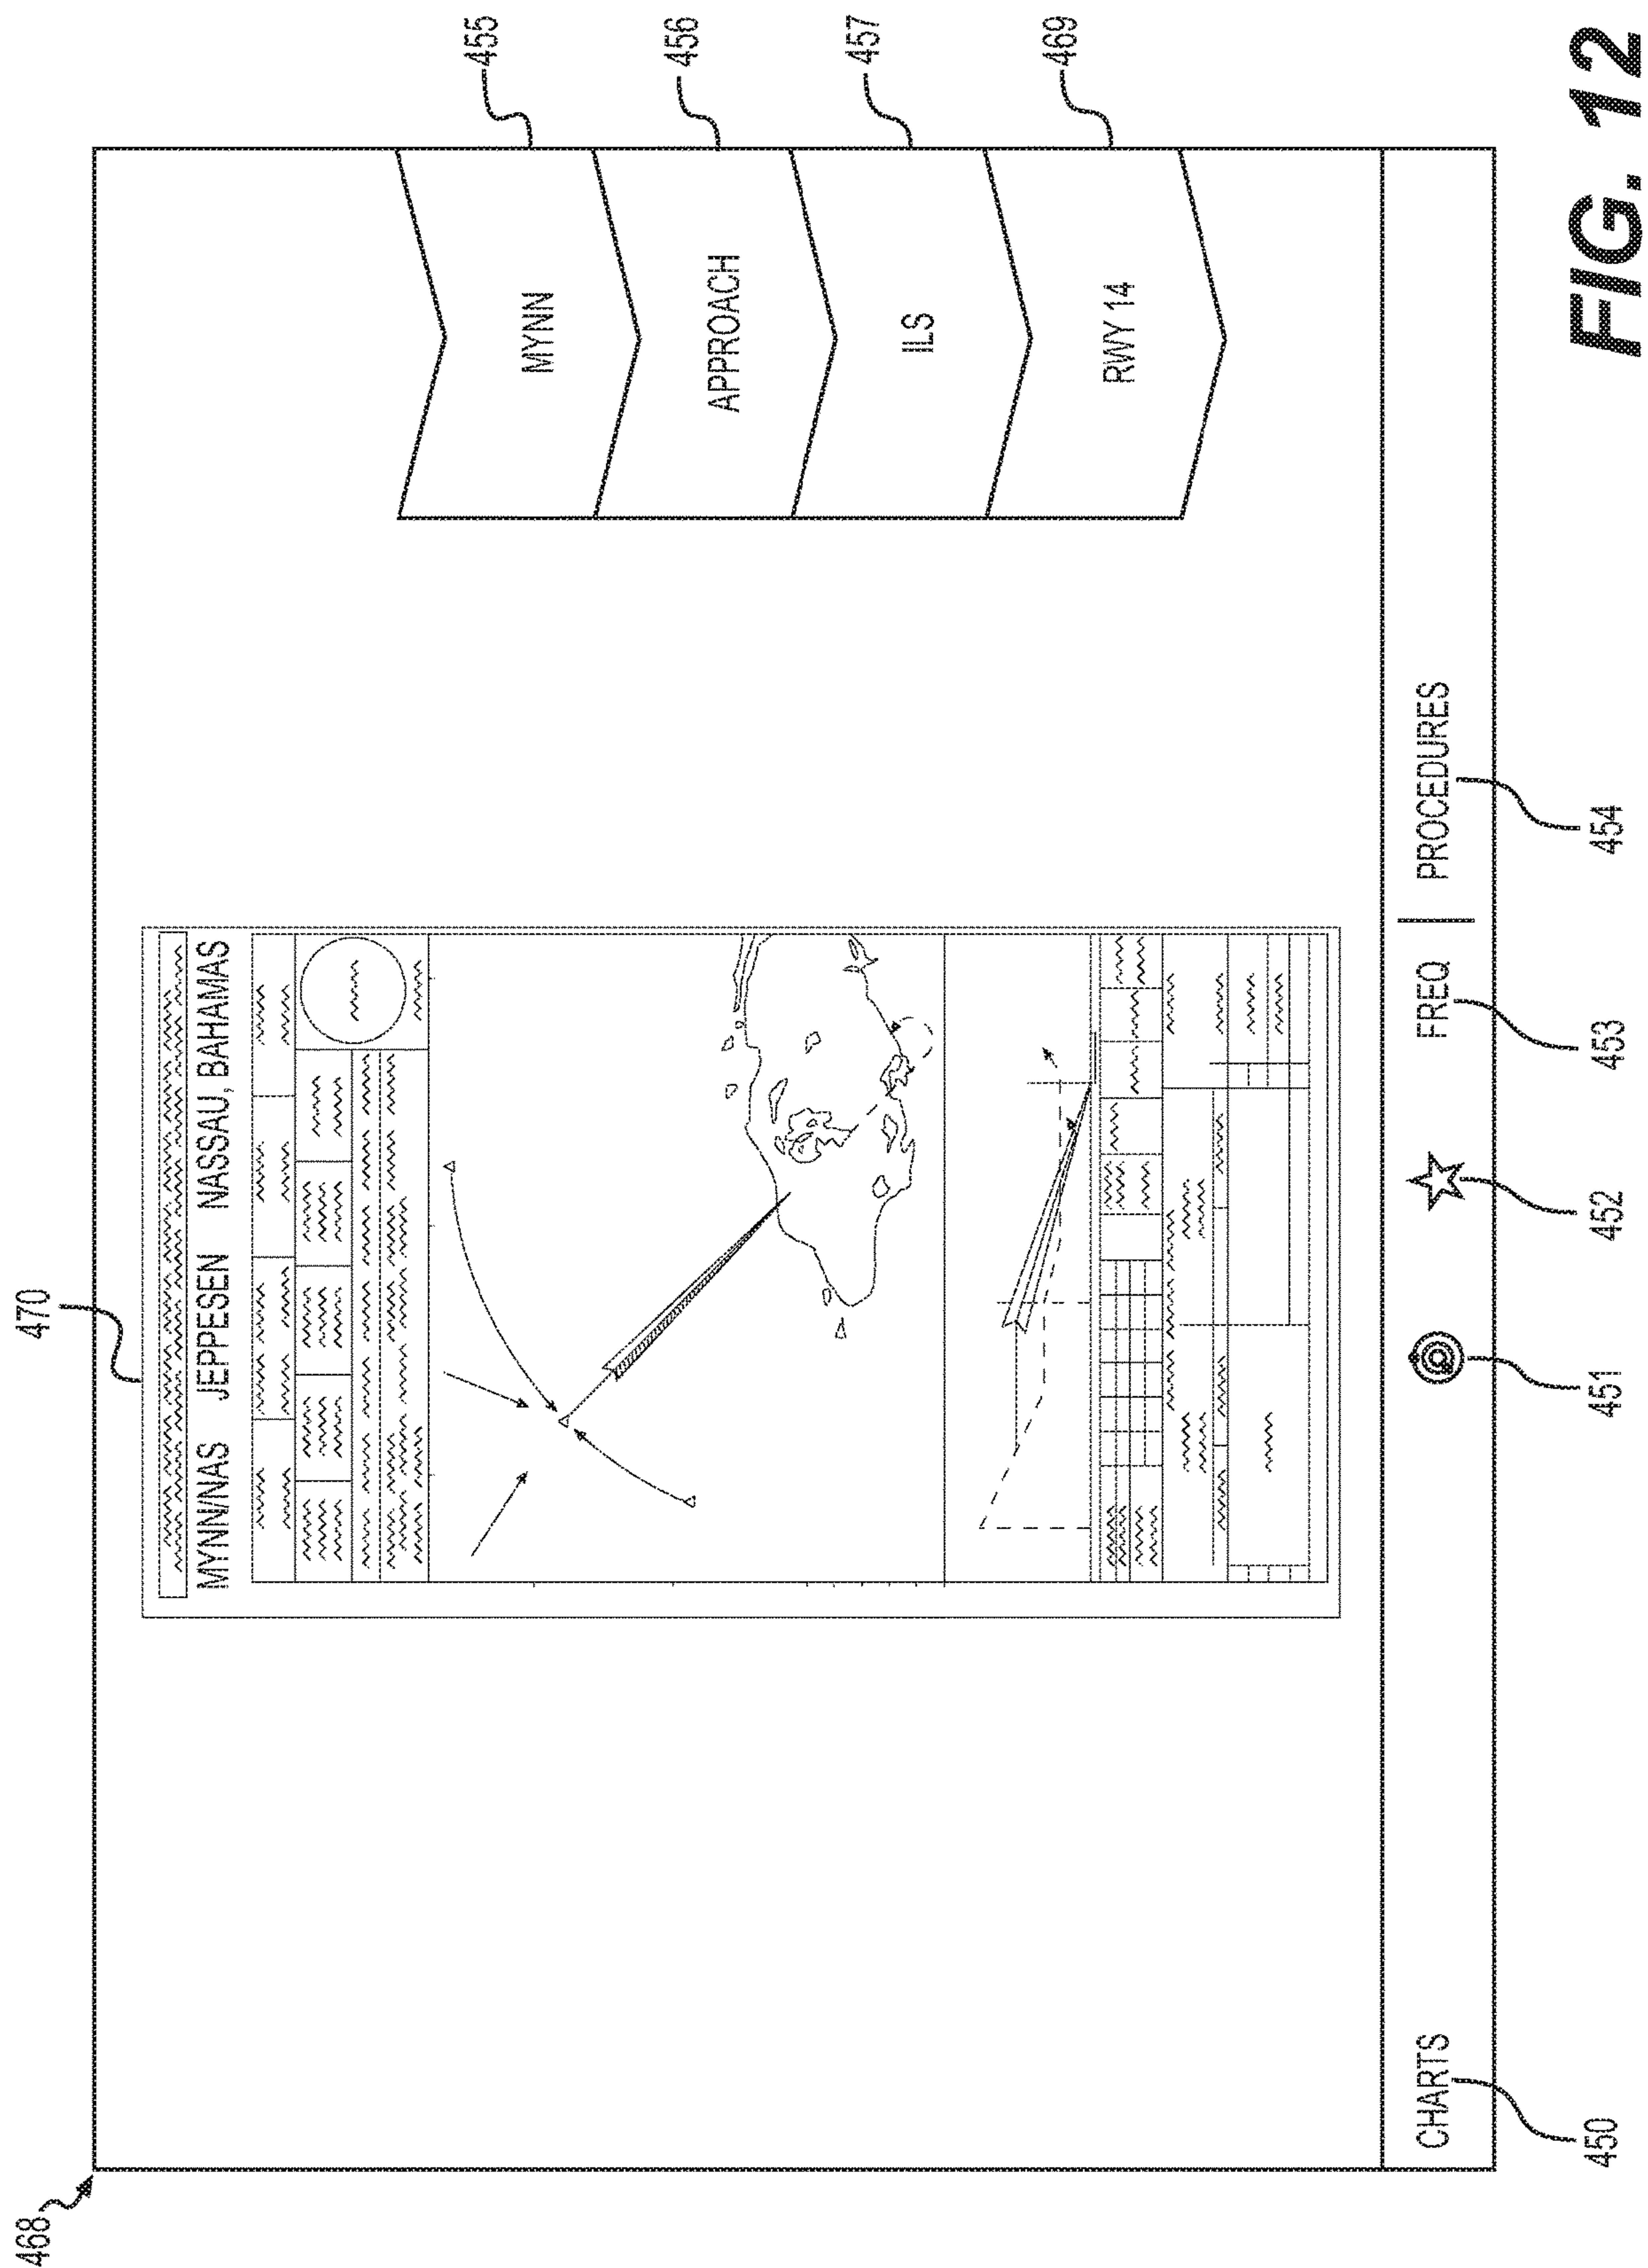 468
470
MYNN/NAS JEPPESEN NASSAU, BAHAMAS
MYNN
455
APPROACH
456
ILS
457
RWY 14
469
CHARTS
FREQ | PROCEDURES
450
451
452
453
454
FIG. 12